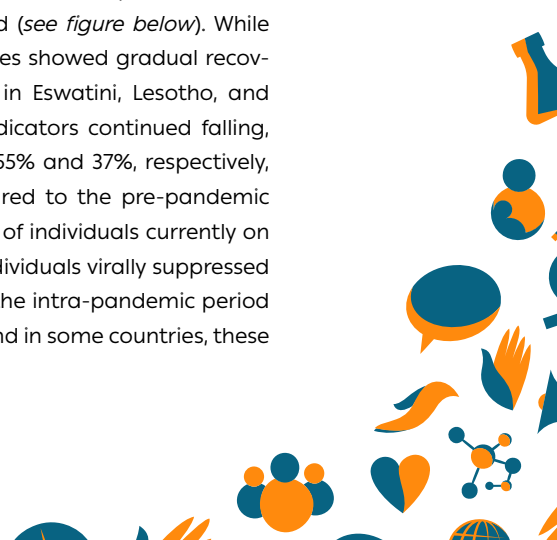 d (see figure below). While
es showed gradual recov-
in Eswatini, Lesotho, and
dicators continued falling,
55% and 37%, respectively,
red to the pre-pandemic
of individuals currently on
dividuals virally suppressed
he intra-pandemic period
nd in some countries, these